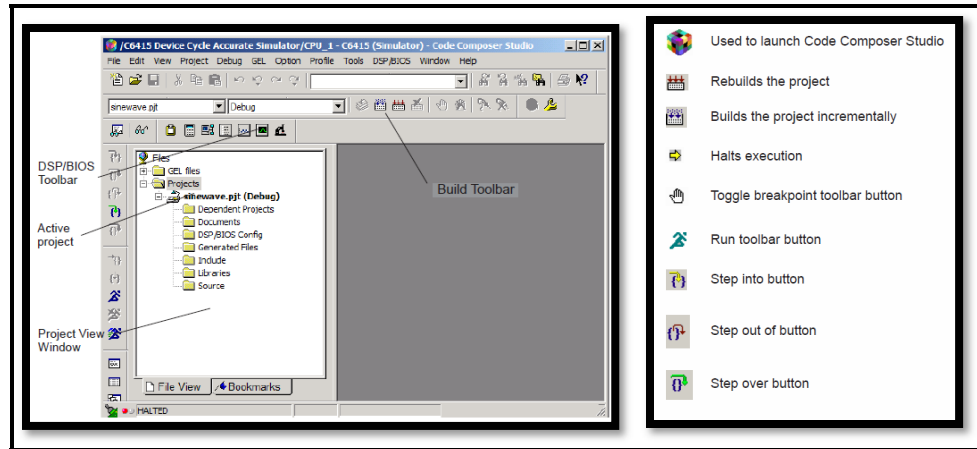 /C6415 Device Cycle Accurate Simulator/CPU_1 - C6415 (Simulator) - Code Composer Studio
File Edit View Project Debug GEL Option Profile Tools DSP/BIOS Window Help
sinewave.pjt
Debug
DSP/BIOS
Toolbar
Active
project
Project View
Window
Files
GEL files
Projects
sinewave.pjt (Debug)
Dependent Projects
Documents
DSP/BIOS Config
Generated Files
Include
Libraries
Source
Build Toolbar
File View
Bookmarks
HALTED
Used to launch Code Composer Studio
Rebuilds the project
Builds the project incrementally
Halts execution
Toggle breakpoint toolbar button
Run toolbar button
Step into button
Step out of button
Step over button